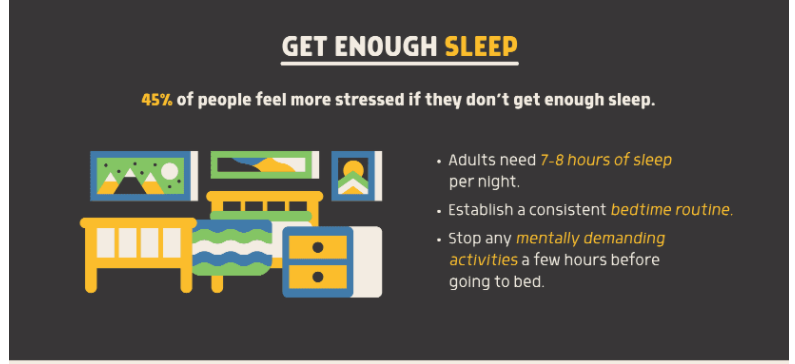 GET ENOUGH SLEEP
45% of people feel more stressed if they don't get enough sleep.
• Adults need 7-8 hours of sleep
per night.
• Establish a consistent bedtime routine.
• Stop any mentally demanding
activities a few hours before
going to bed.